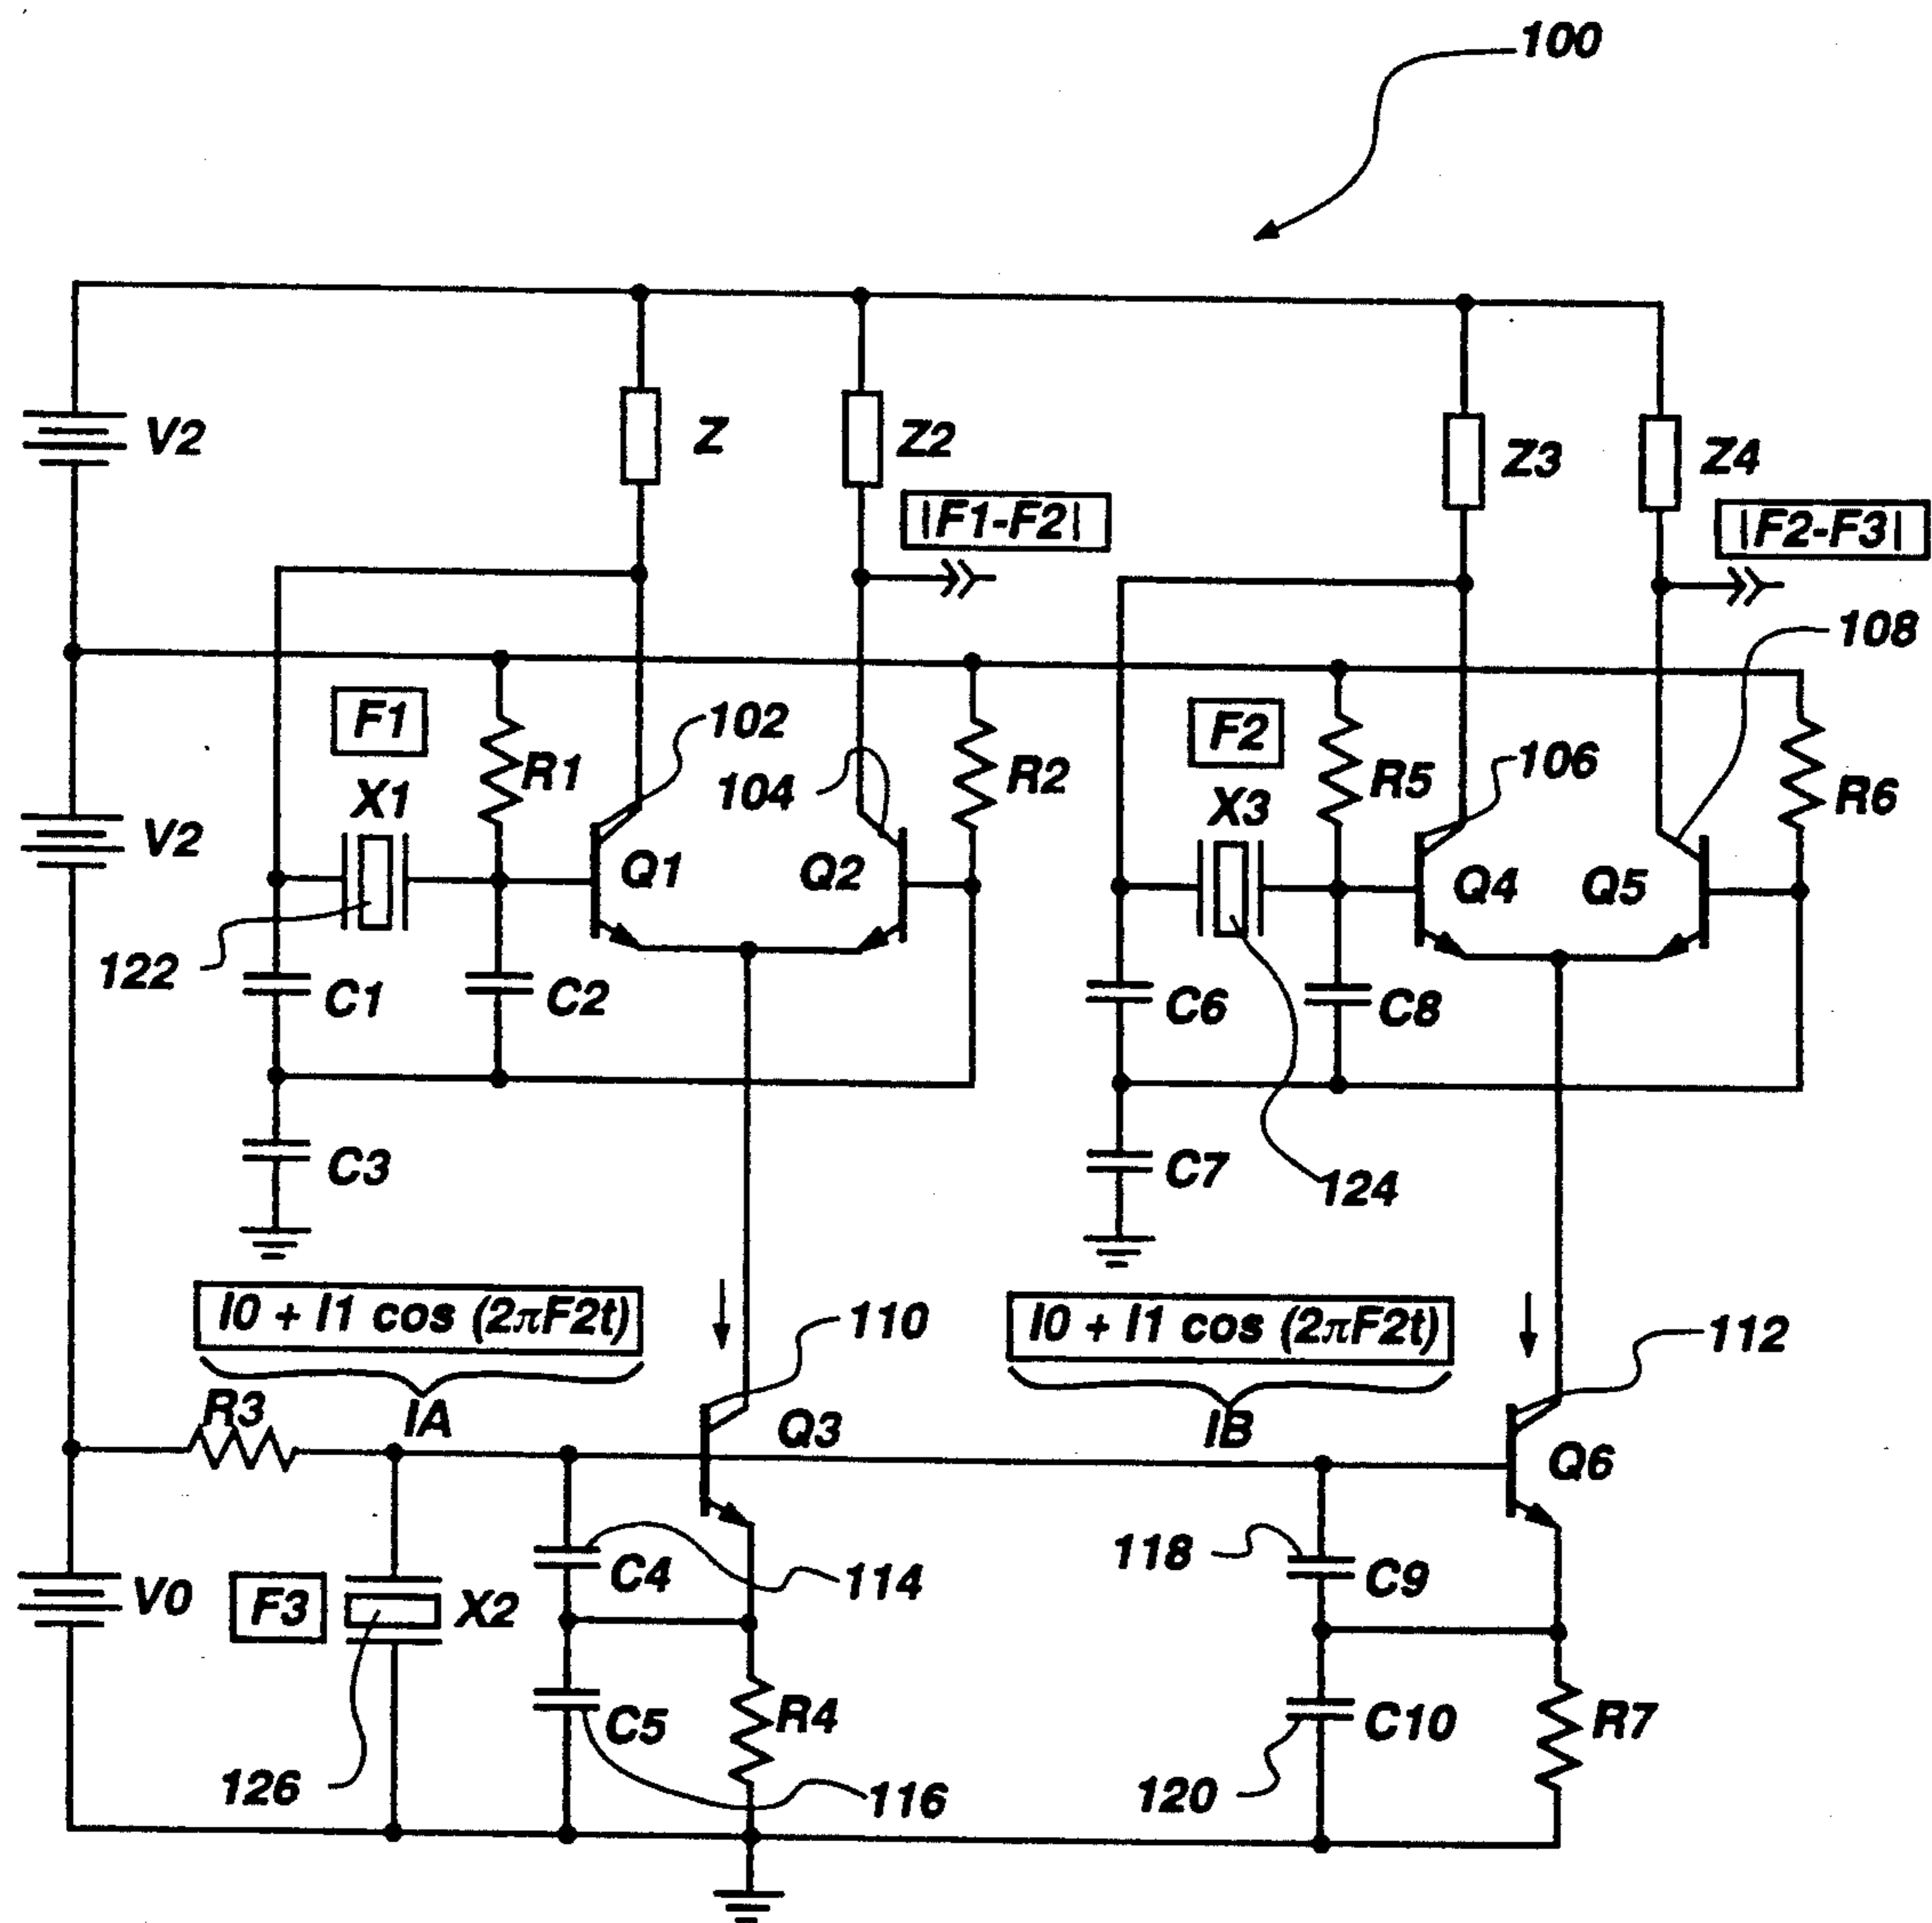 100
V2
Z
Z2
Z3
Z4
|F1-F2|
|F2-F3|
108
F1
102
F2
R1
104
R2
R5
106
X1
X3
R6
V2
Q1
Q2
Q4
Q5
122
C1
C2
C6
C8
C3
C7
124
I0 + I1 cos (2πF2t)
110
I0 + I1 cos (2πF2t)
112
R3
IA
Q3
IB
Q6
118
V0
F3
X2
C4
114
C9
C5
R4
C10
R7
126
116
120